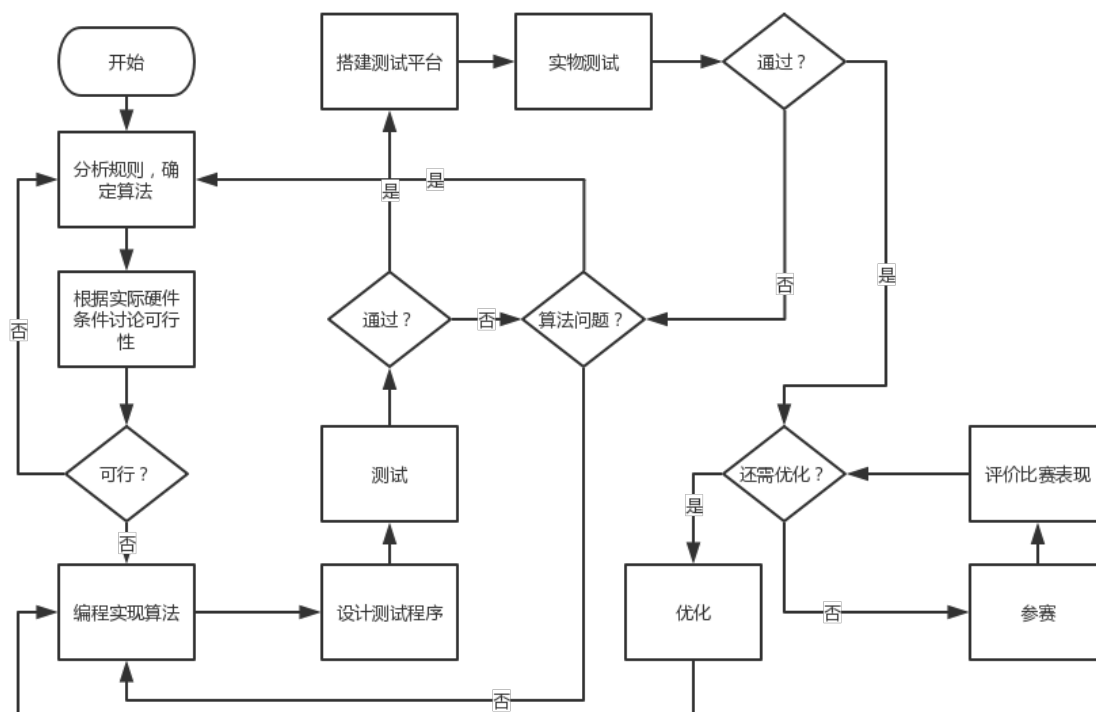 开始
搭建测试平台
实物测试
通过？
分析规则，确
定算法
是
是
根据实际硬件
条件讨论可行
性
否
通过？
否
算法问题？
否
是
可行？
测试
还需优化？
评价比赛表现
否
是
编程实现算法
设计测试程序
优化
否
参赛
否